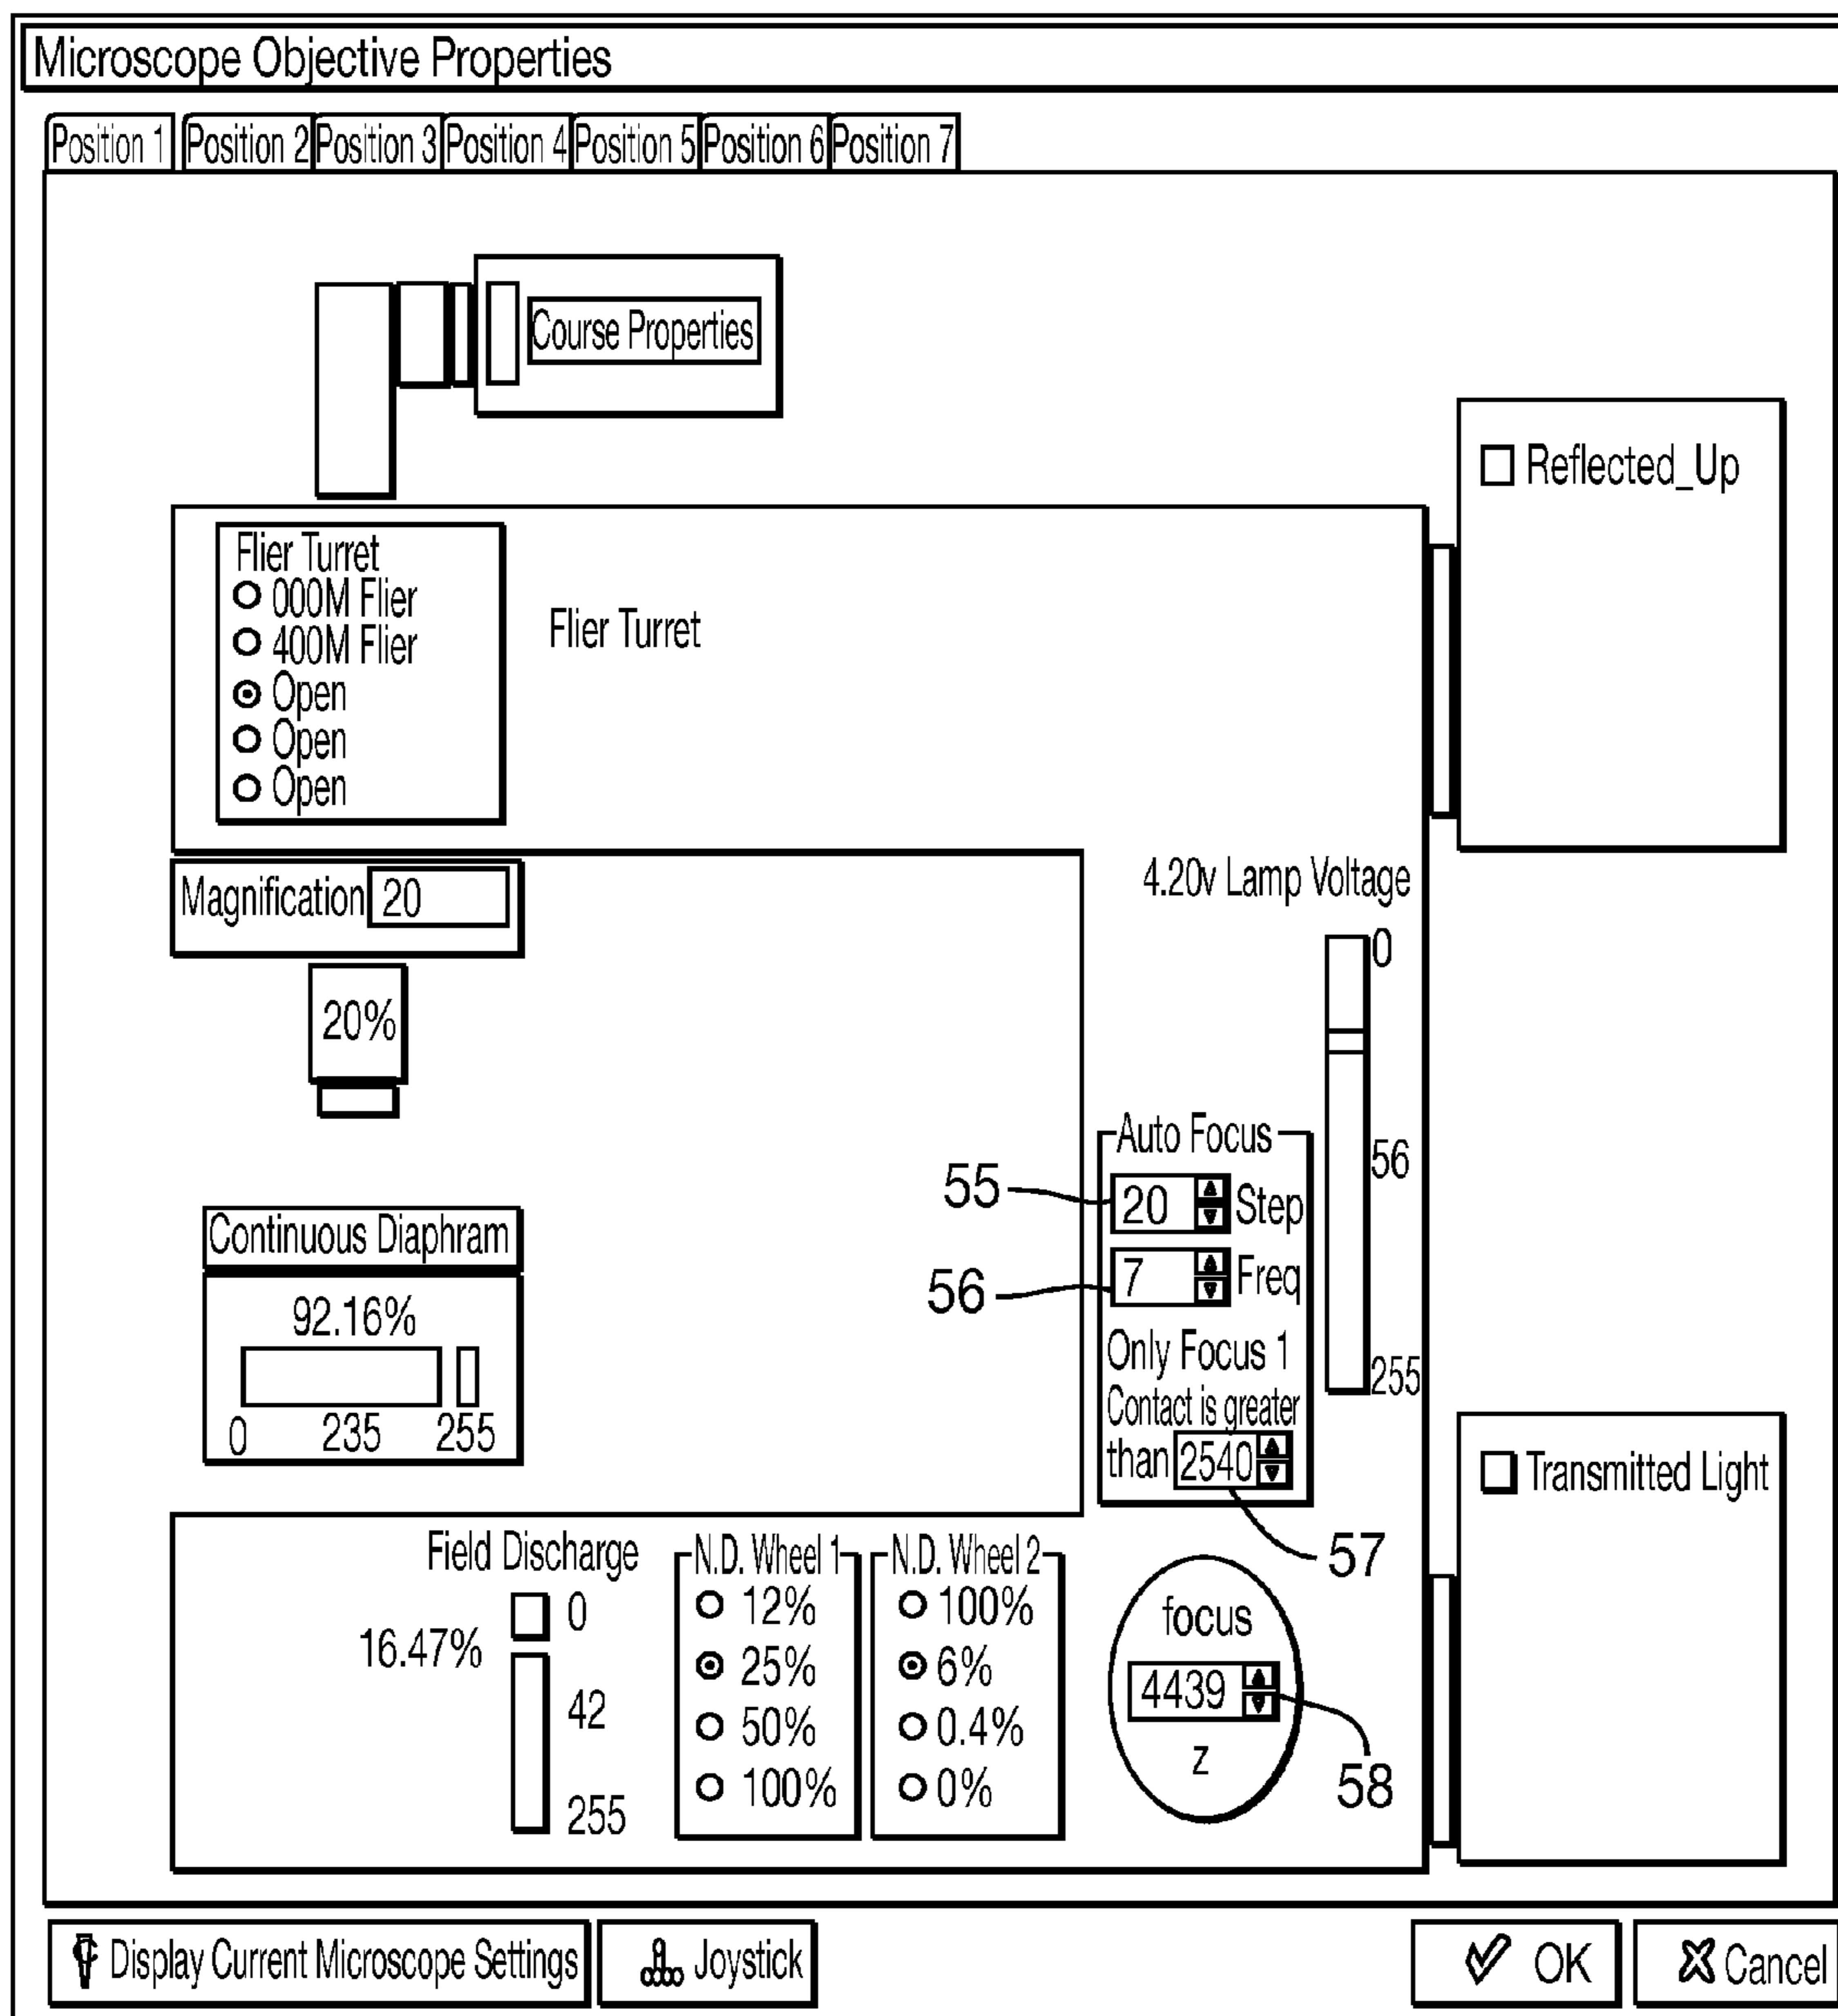 Microscope Objective Properties
Position 1 Position 2 Position 3 Position 4 Position 5 Position 6 Position 7
Course Properties
Reflected_Up
Flier Turret
000M Flier
400M Flier
Open
Open
Open
Flier Turret
Magnification 20
20%
4.20v Lamp Voltage
0
56
255
Auto Focus
55
20 Step
56
7 Freq
Only Focus 1
Contact is greater
than 2540
57
Continuous Diaphram
92.16%
0 235 255
Transmitted Light
Field Discharge
16.47%
0
42
255
N.D. Wheel 1
12%
25%
50%
100%
N.D. Wheel 2
100%
6%
0.4%
0%
focus
4439
z
58
Display Current Microscope Settings
Joystick
OK
Cancel